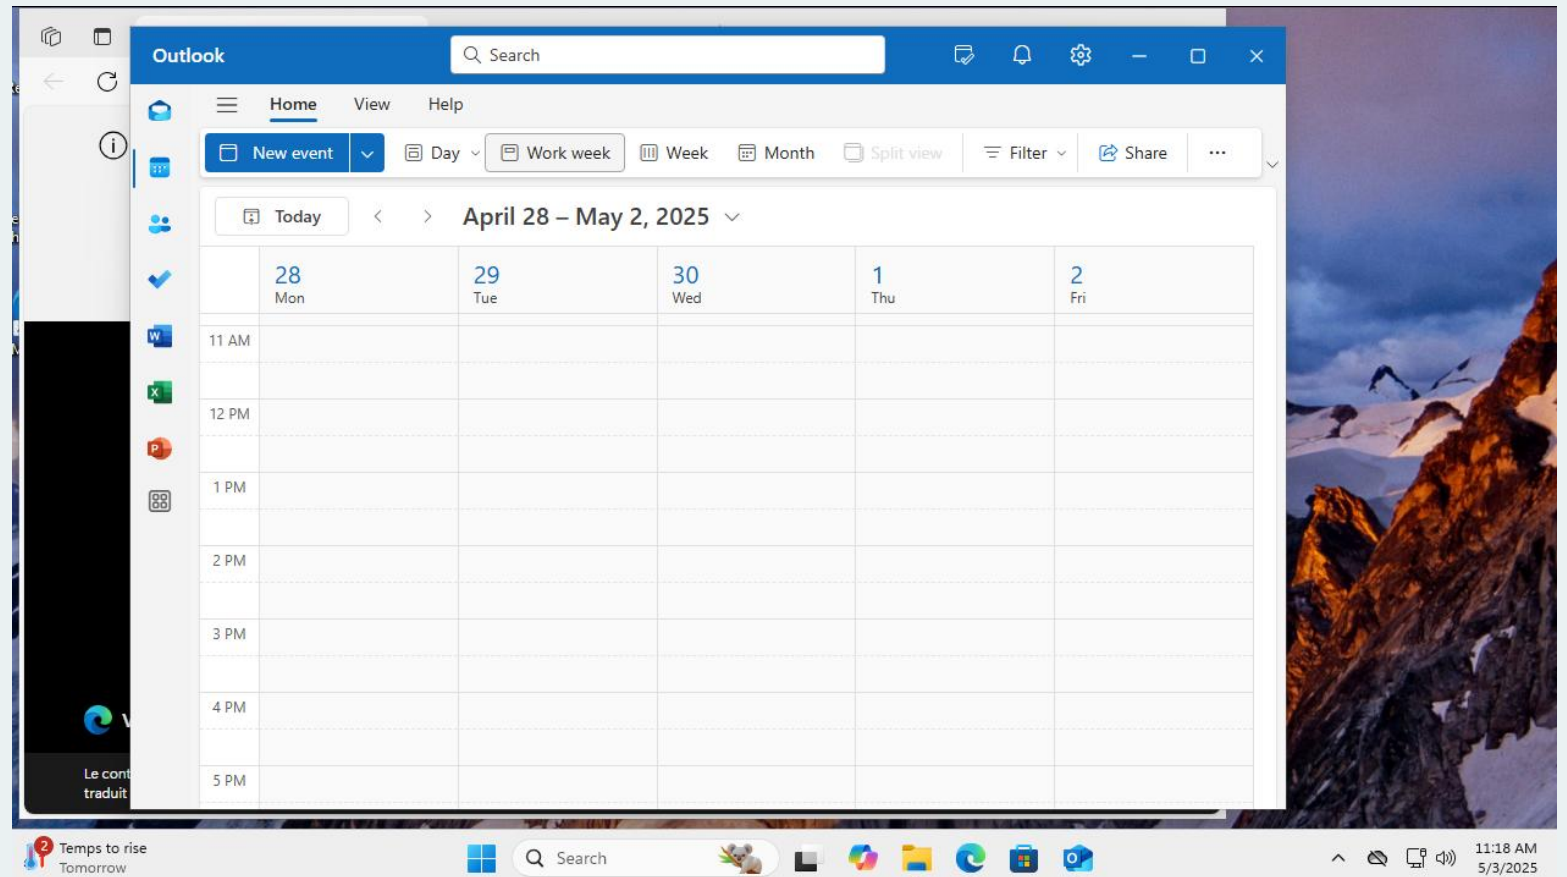 Outlook
Search
Home View Help
New event Day Work week Week Month Split view Filter Share
Today April 28 – May 2, 2025
28 29 30 1 2
Mon Tue Wed Thu Fri
11 AM
12 PM
1 PM
2 PM
3 PM
4 PM
5 PM
Le cont
traduit
2
Temps to rise
Tomorrow
Search
11:18 AM
5/3/2025